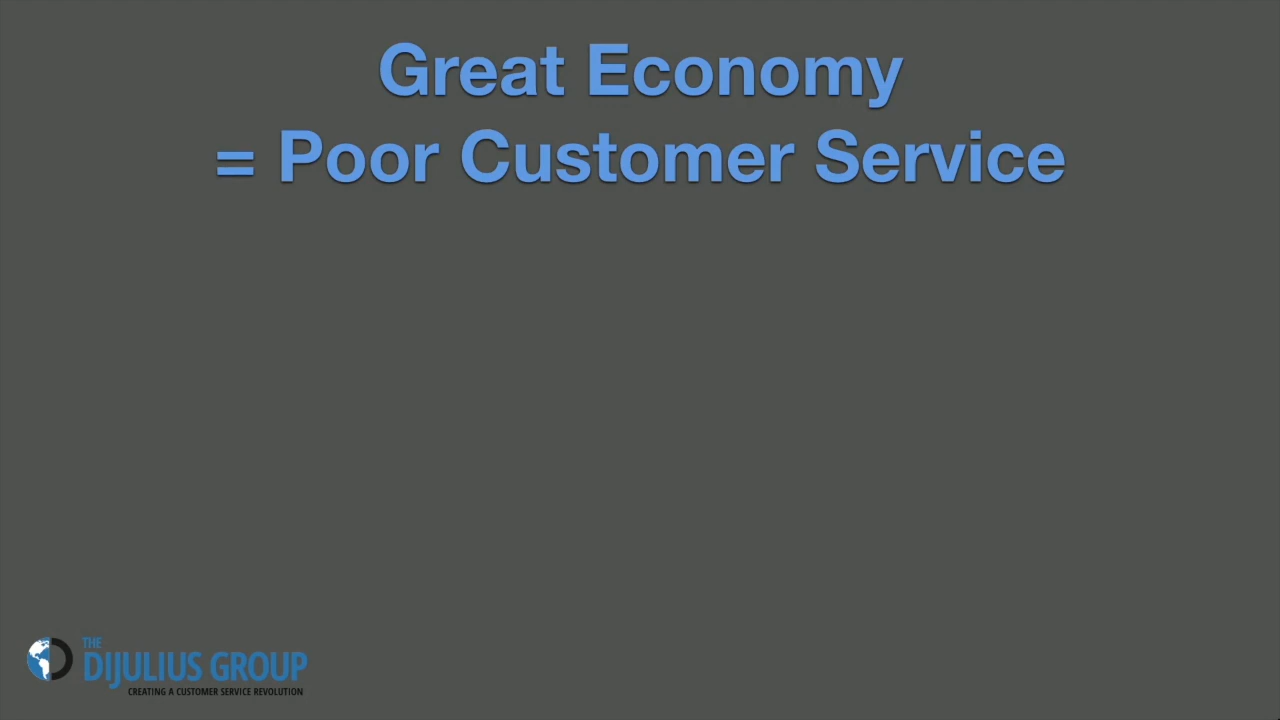 Great Economy
= Poor Customer Service
THE
DIJULIUS GROUP
CREATING A CUSTOMER SERVICE REVOLUTION